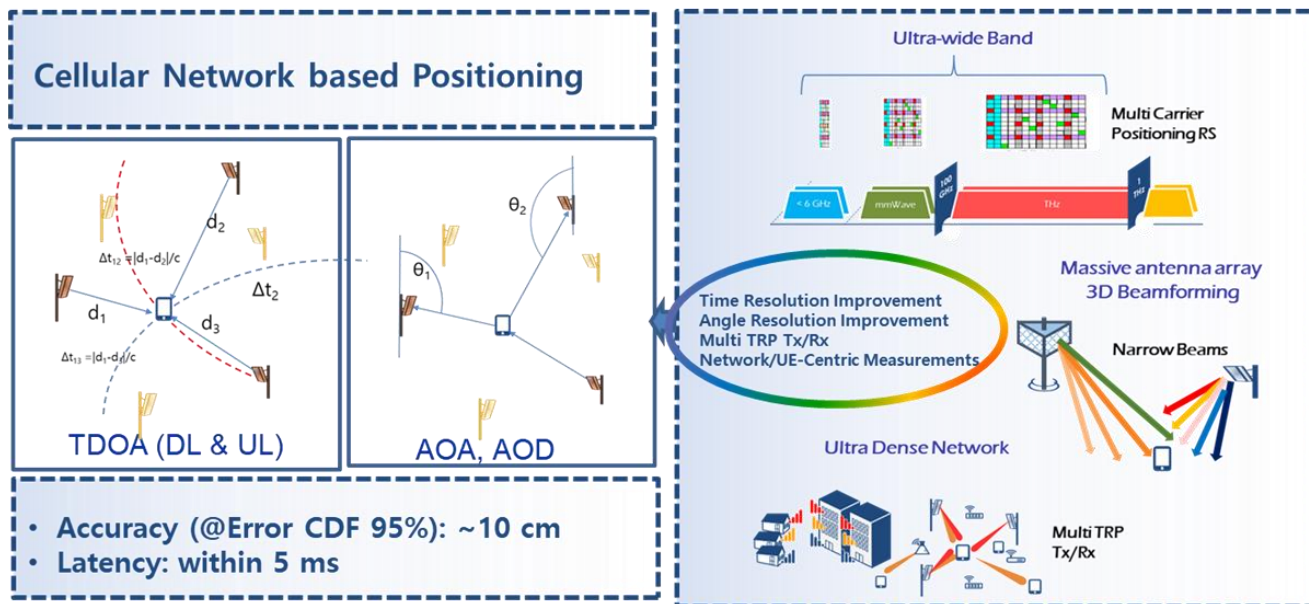 Cellular Network based Positioning
d₂
Δt₁₂ =|d₁-d₂|/c
Δt₂
d₁
d₃
TDOA (DL & UL)
θ₂
θ₁
AOA, AOD
• Accuracy (@Error CDF 95%): ~10 cm
• Latency: within 5 ms
Ultra-wide Band
Multi Carrier
Positioning RS
< 6 GHz
mmWave
100 GHz
THz
1 THz
Time Resolution Improvement
Angle Resolution Improvement
Multi TRP Tx/Rx
Network/UE-Centric Measurements
Massive antenna array
3D Beamforming
Narrow Beams
Ultra Dense Network
Multi TRP
Tx/Rx